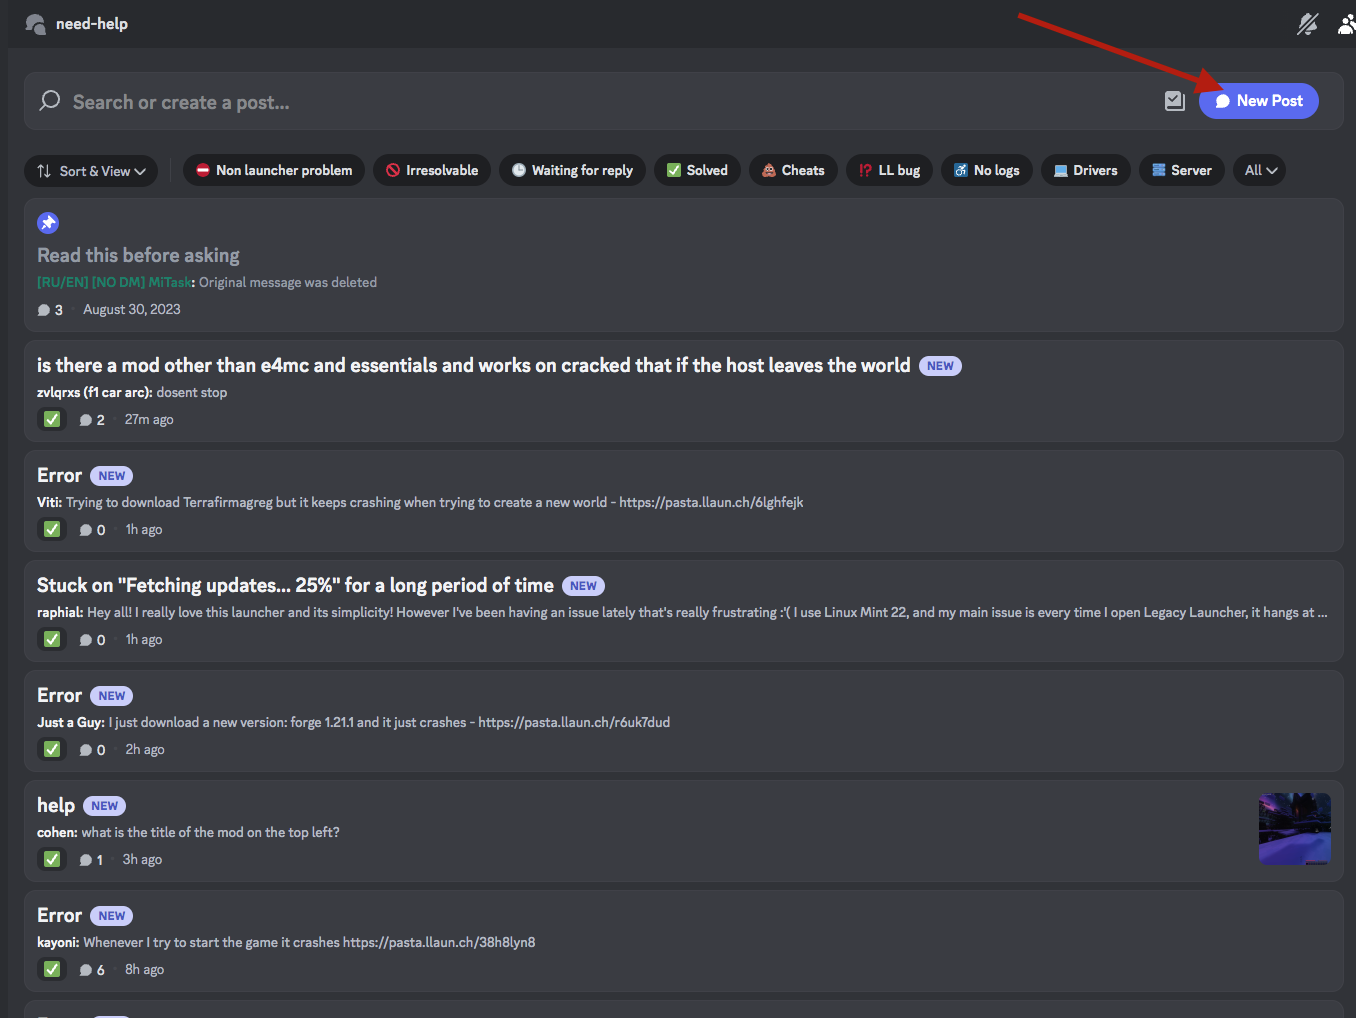 need-help
Search or create a post...
New Post
Sort & View
Non launcher problem
Irresolvable
Waiting for reply
Solved
Cheats
LL bug
No logs
Drivers
Server
All
Read this before asking
[RU/EN] [NO DM] MiTask: Original message was deleted
3 · August 30, 2023
is there a mod other than e4mc and essentials and works on cracked that if the host leaves the world NEW
zvlqrxs (f1 car arc): dosent stop
2 · 27m ago
Error NEW
Viti: Trying to download Terrafirmagreg but it keeps crashing when trying to create a new world - https://pasta.llaun.ch/6lghfejk
0 · 1h ago
Stuck on "Fetching updates... 25%" for a long period of time NEW
raphial: Hey all! I really love this launcher and its simplicity! However I've been having an issue lately that's really frustrating :'( I use Linux Mint 22, and my main issue is every time I open Legacy Launcher, it hangs at ...
0 · 1h ago
Error NEW
Just a Guy: I just download a new version: forge 1.21.1 and it just crashes - https://pasta.llaun.ch/r6uk7dud
0 · 2h ago
help NEW
cohen: what is the title of the mod on the top left?
1 · 3h ago
Error NEW
kayoni: Whenever I try to start the game it crashes https://pasta.llaun.ch/38h8lyn8
6 · 8h ago